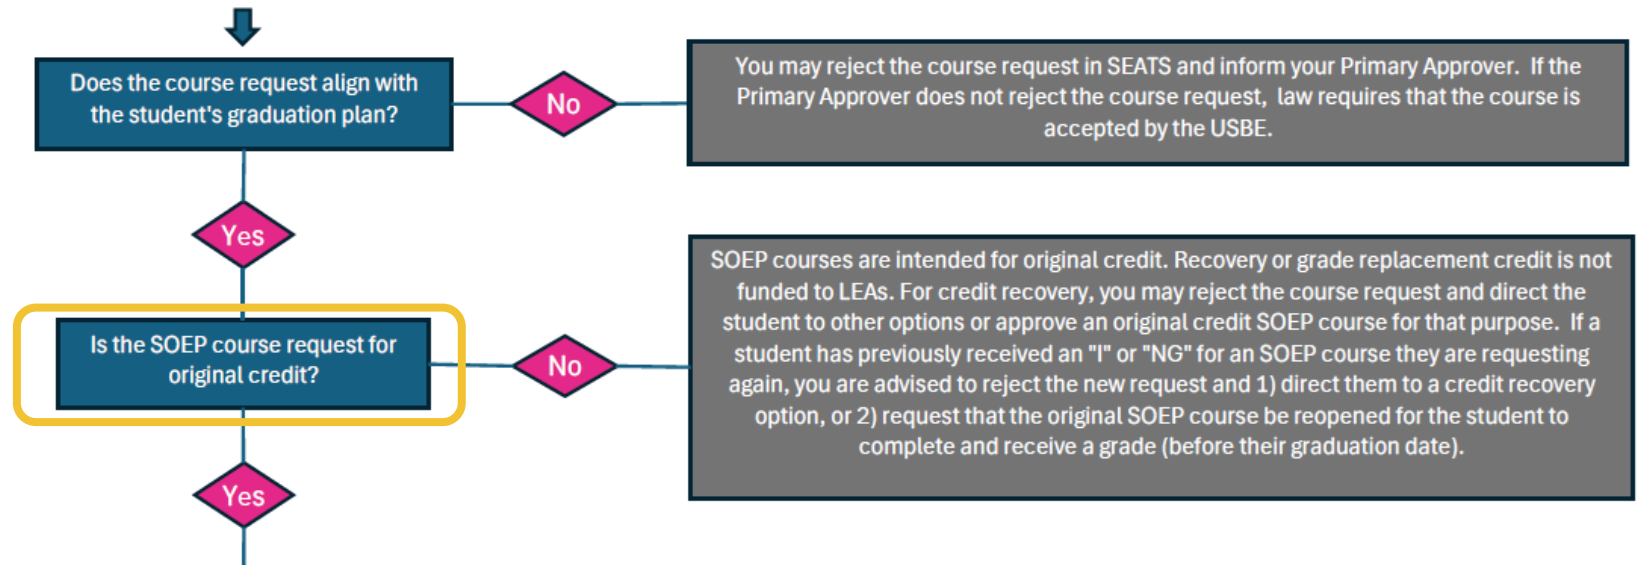 Does the course request align with
the student's graduation plan?
No
You may reject the course request in SEATS and inform your Primary Approver.  If the
Primary Approver does not reject the course request,  law requires that the course is
accepted by the USBE.
Yes
Is the SOEP course request for
original credit?
No
SOEP courses are intended for original credit. Recovery or grade replacement credit is not
funded to LEAs. For credit recovery, you may reject the course request and direct the
student to other options or approve an original credit SOEP course for that purpose.  If a
student has previously received an "I" or "NG" for an SOEP course they are requesting
again, you are advised to reject the new request and 1) direct them to a credit recovery
option, or 2) request that the original SOEP course be reopened for the student to
complete and receive a grade (before their graduation date).
Yes